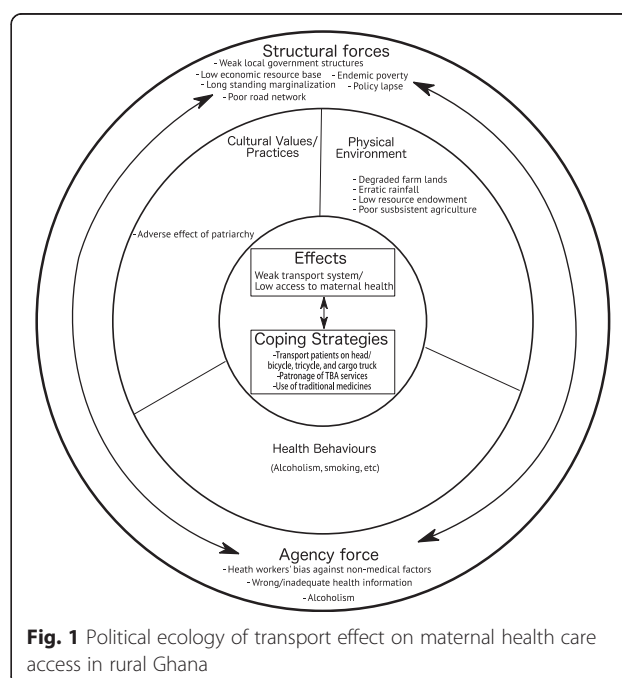 Structural forces
- Weak local government structures
- Low economic resource base - Endemic poverty
- Long standing marginalization - Policy lapse
- Poor road network
Cultural Values/
Practices
- Adverse effect of patriarchy
Physical
Environment
- Degraded farm lands
- Erratic rainfall
- Low resource endowment
- Poor susbsistent agriculture
Effects
Weak transport system/
Low access to maternal health
Coping Strategies
-Transport patients on head/
bicycle, tricycle, and cargo truck
-Patronage of TBA services
-Use of traditional medicines
Health Behaviours
(Alcoholism, smoking, etc)
Agency force
- Heath workers' bias against non-medical factors
- Wrong/inadequate health information
- Alcoholism
Fig. 1 Political ecology of transport effect on maternal health care
access in rural Ghana